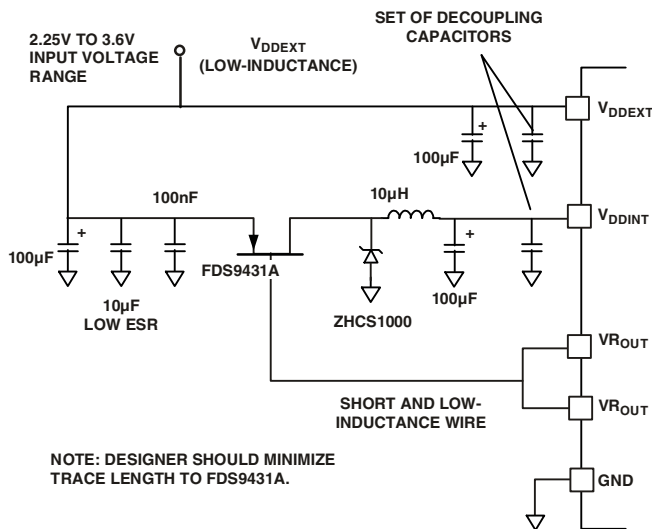 2.25V TO 3.6V
INPUT VOLTAGE
RANGE
VDDEXT
(LOW-INDUCTANCE)
SET OF DECOUPLING
CAPACITORS
VDDEXT
+
100µF
100nF
10µH
VDDINT
+
100µF
FDS9431A
+
100µF
10µF
LOW ESR
ZHCS1000
VROUT
SHORT AND LOW-
INDUCTANCE WIRE
VROUT
NOTE: DESIGNER SHOULD MINIMIZE
TRACE LENGTH TO FDS9431A.
GND